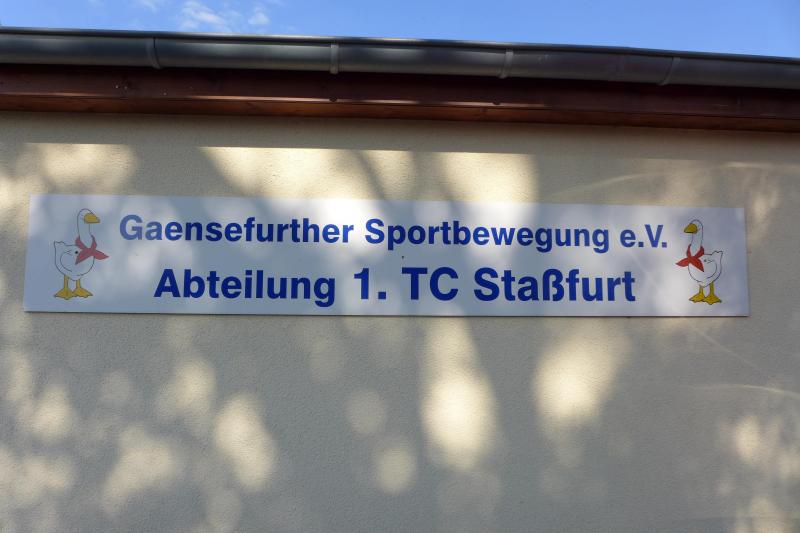 Gaensefurther Sportbewegung e.V.
Abteilung 1. TC Staßfurt